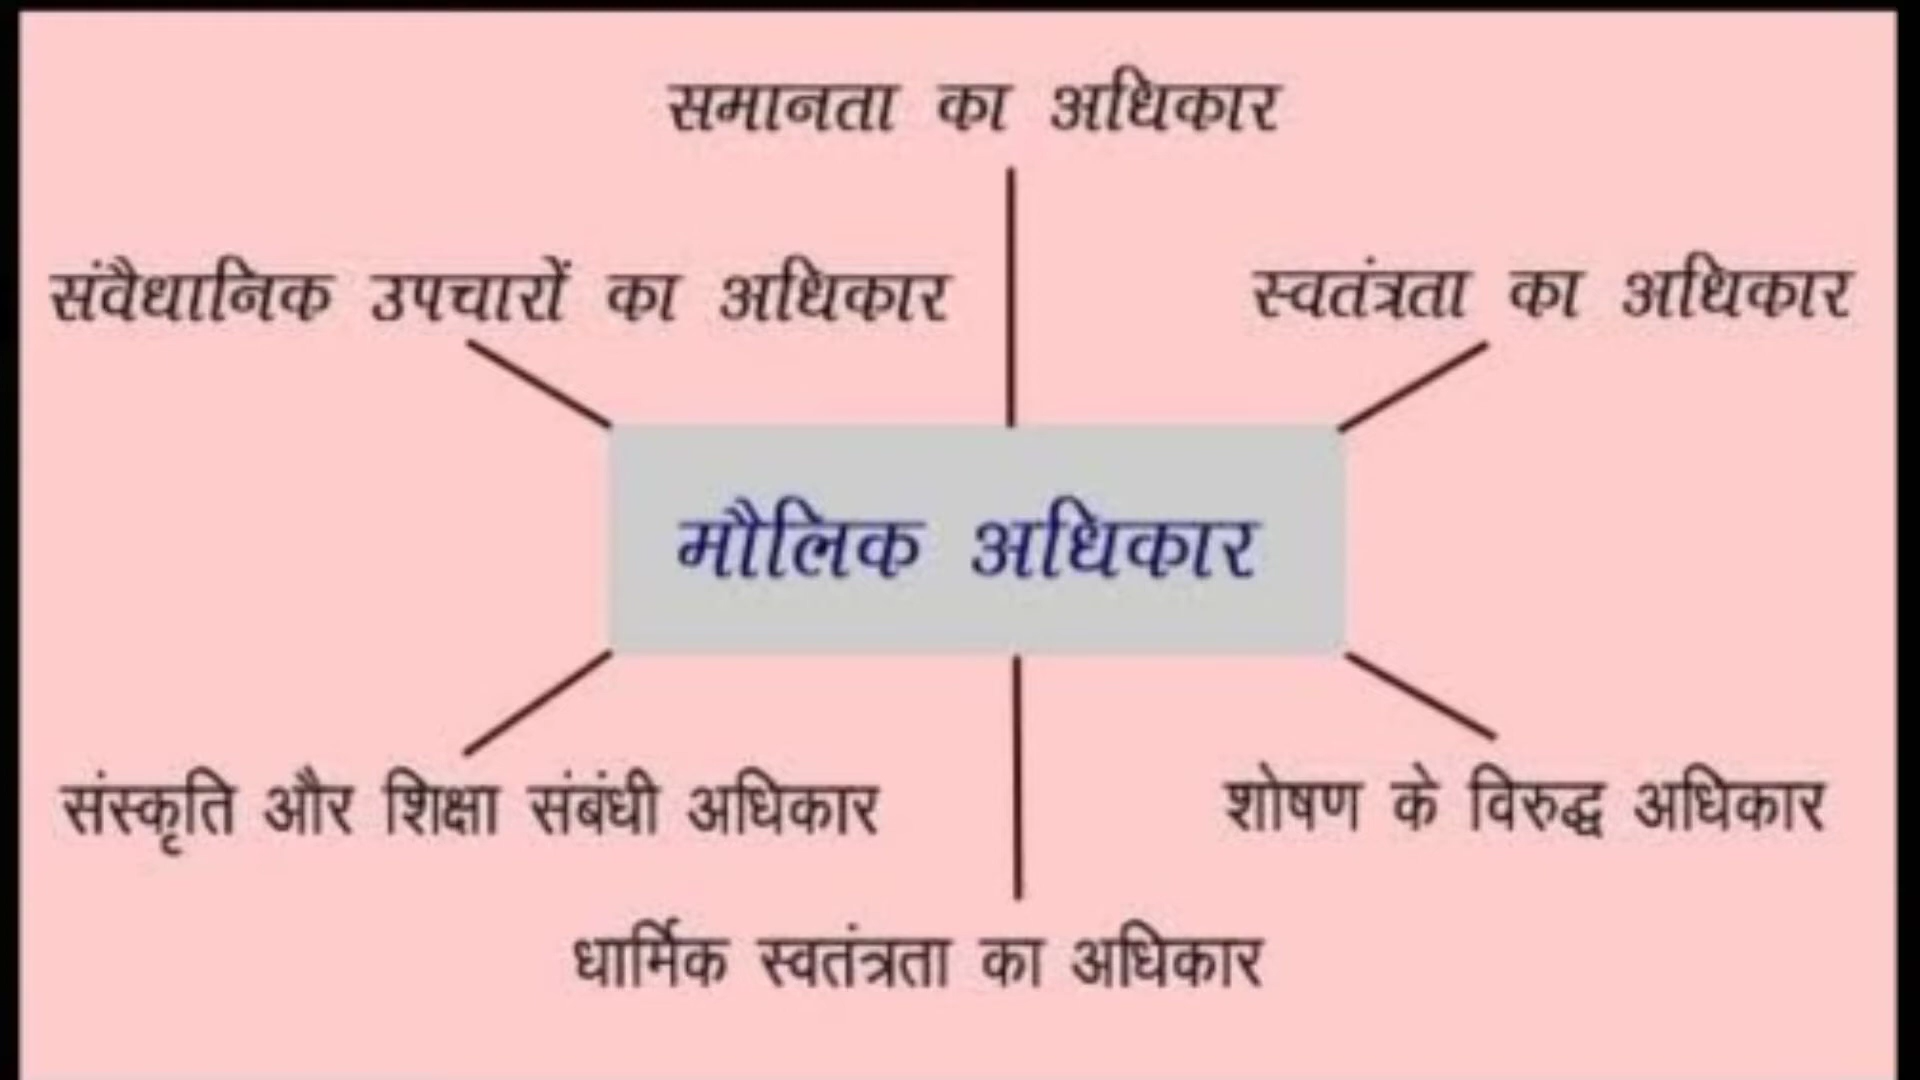 समानता का अधिकार
संवैधानिक उपचारों का अधिकार
स्वतंत्रता का अधिकार
मौलिक अधिकार
संस्कृति और शिक्षा संबंधी अधिकार
शोषण के विरुद्ध अधिकार
धार्मिक स्वतंत्रता का अधिकार